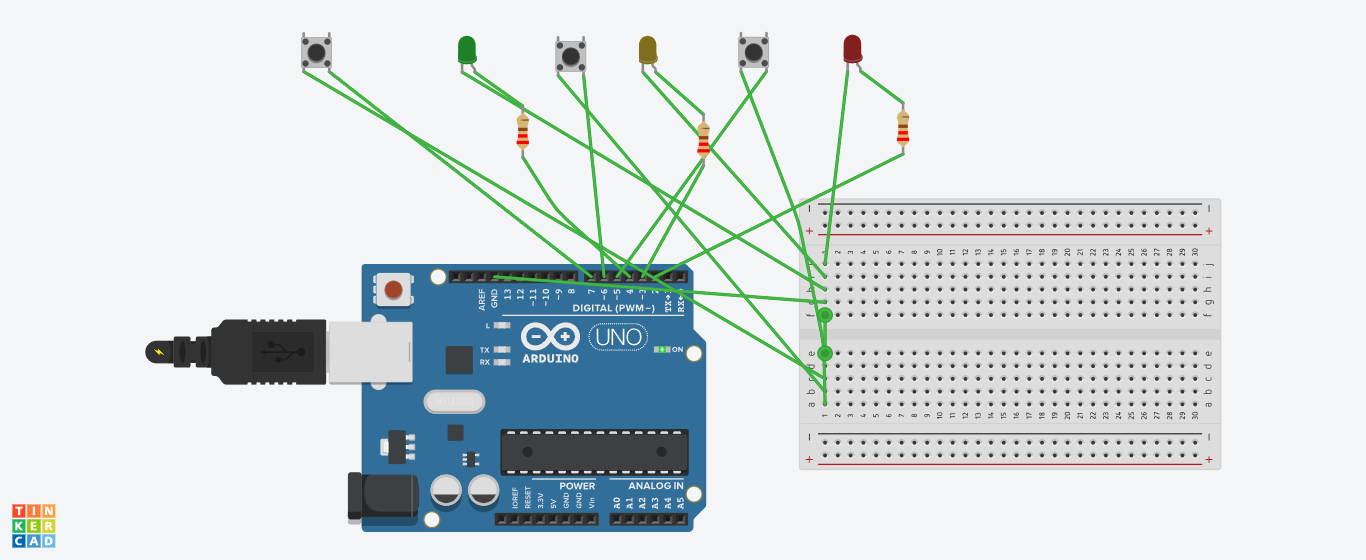 − −
+ +
1 2 3 4 5 6 7 8 9 10 11 12 13 14 15 16 17 18 19 20 21 22 23 24 25 26 27 28 29 30
j
i
h
g g
f f
e e
d
c
b b
a a
1 2 3 4 5 6 7 8 9 10 11 12 13 14 15 16 17 18 19 20 21 22 23 24 25 26 27 28 29 30
− −
+ +
AREF
GND
13
12
~11
~10
~9
8
7
~6
~5
4
~3
2
TX→1
DIGITAL (PWM~)
L
TX
RX
ARDUINO
UNO
ON
POWER
ANALOG IN
IOREF
RESET
3.3V
5V
GND
GND
Vin
A0
A1
A2
A3
A4
A5
TIN
KER
CAD